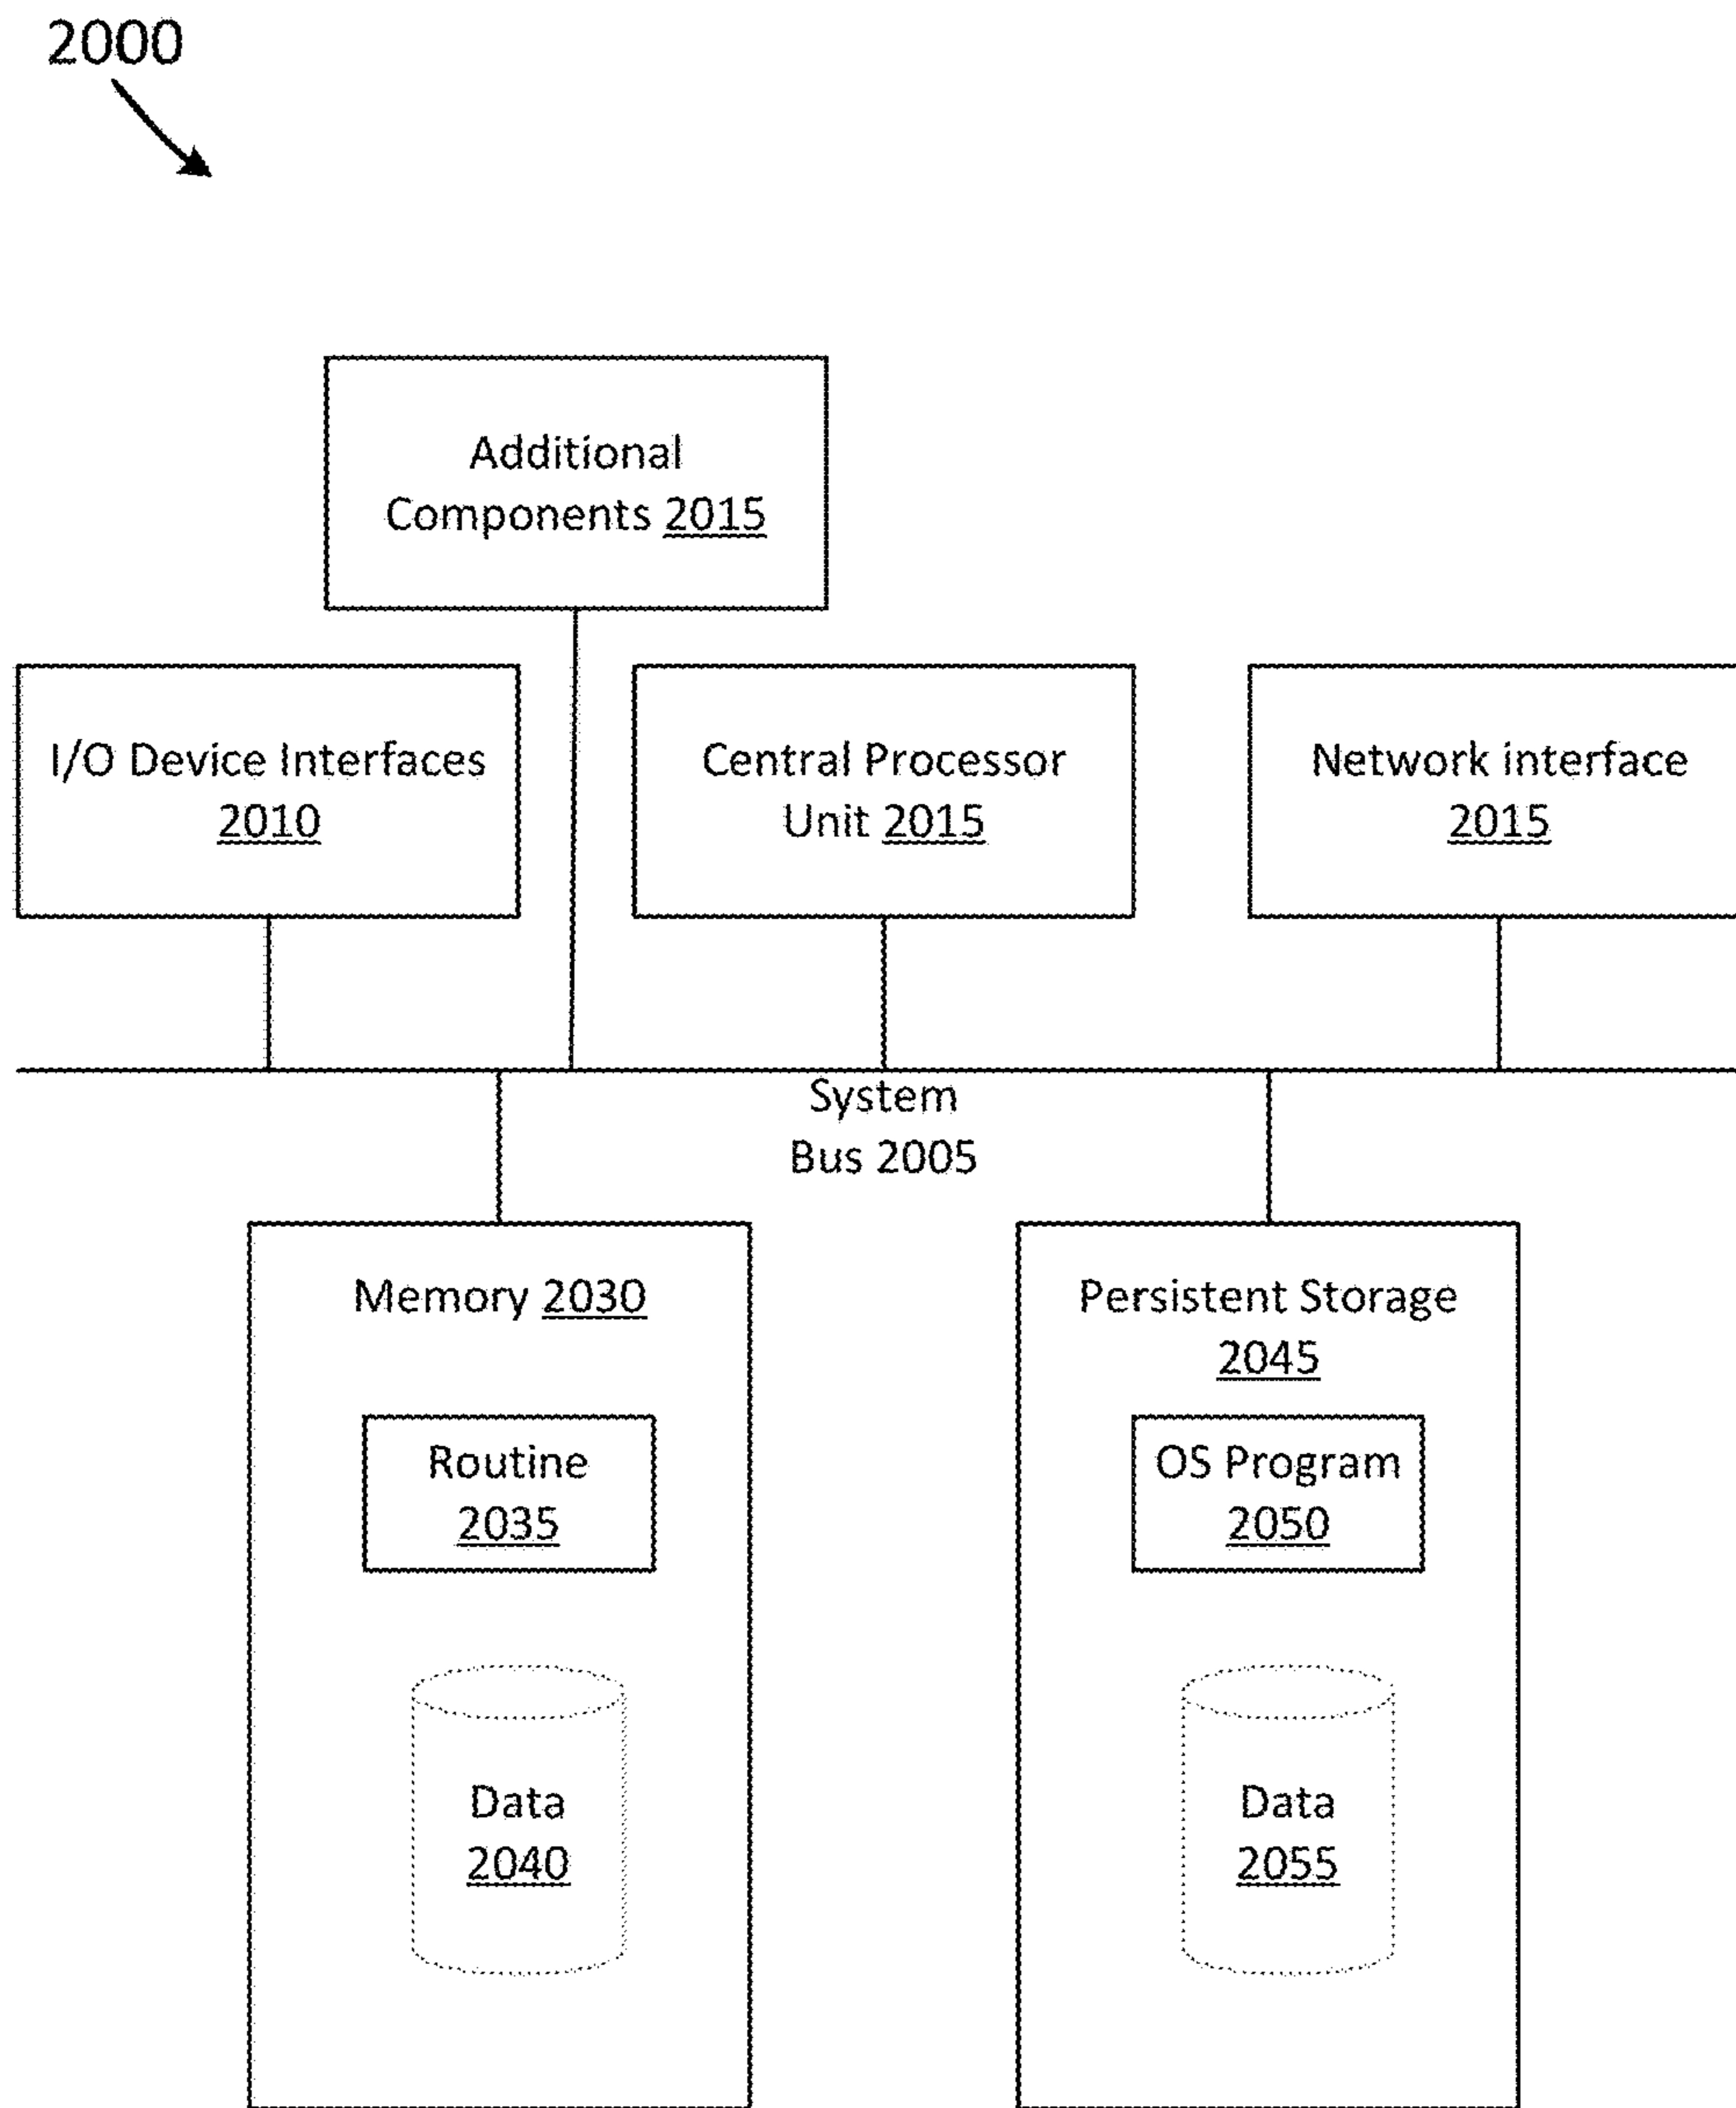 2000
Additional
Components 2015
I/O Device Interfaces
2010
Central Processor
Unit 2015
Network interface
2015
System
Bus 2005
Memory 2030
Routine
2035
Data
2040
Persistent Storage
2045
OS Program
2050
Data
2055